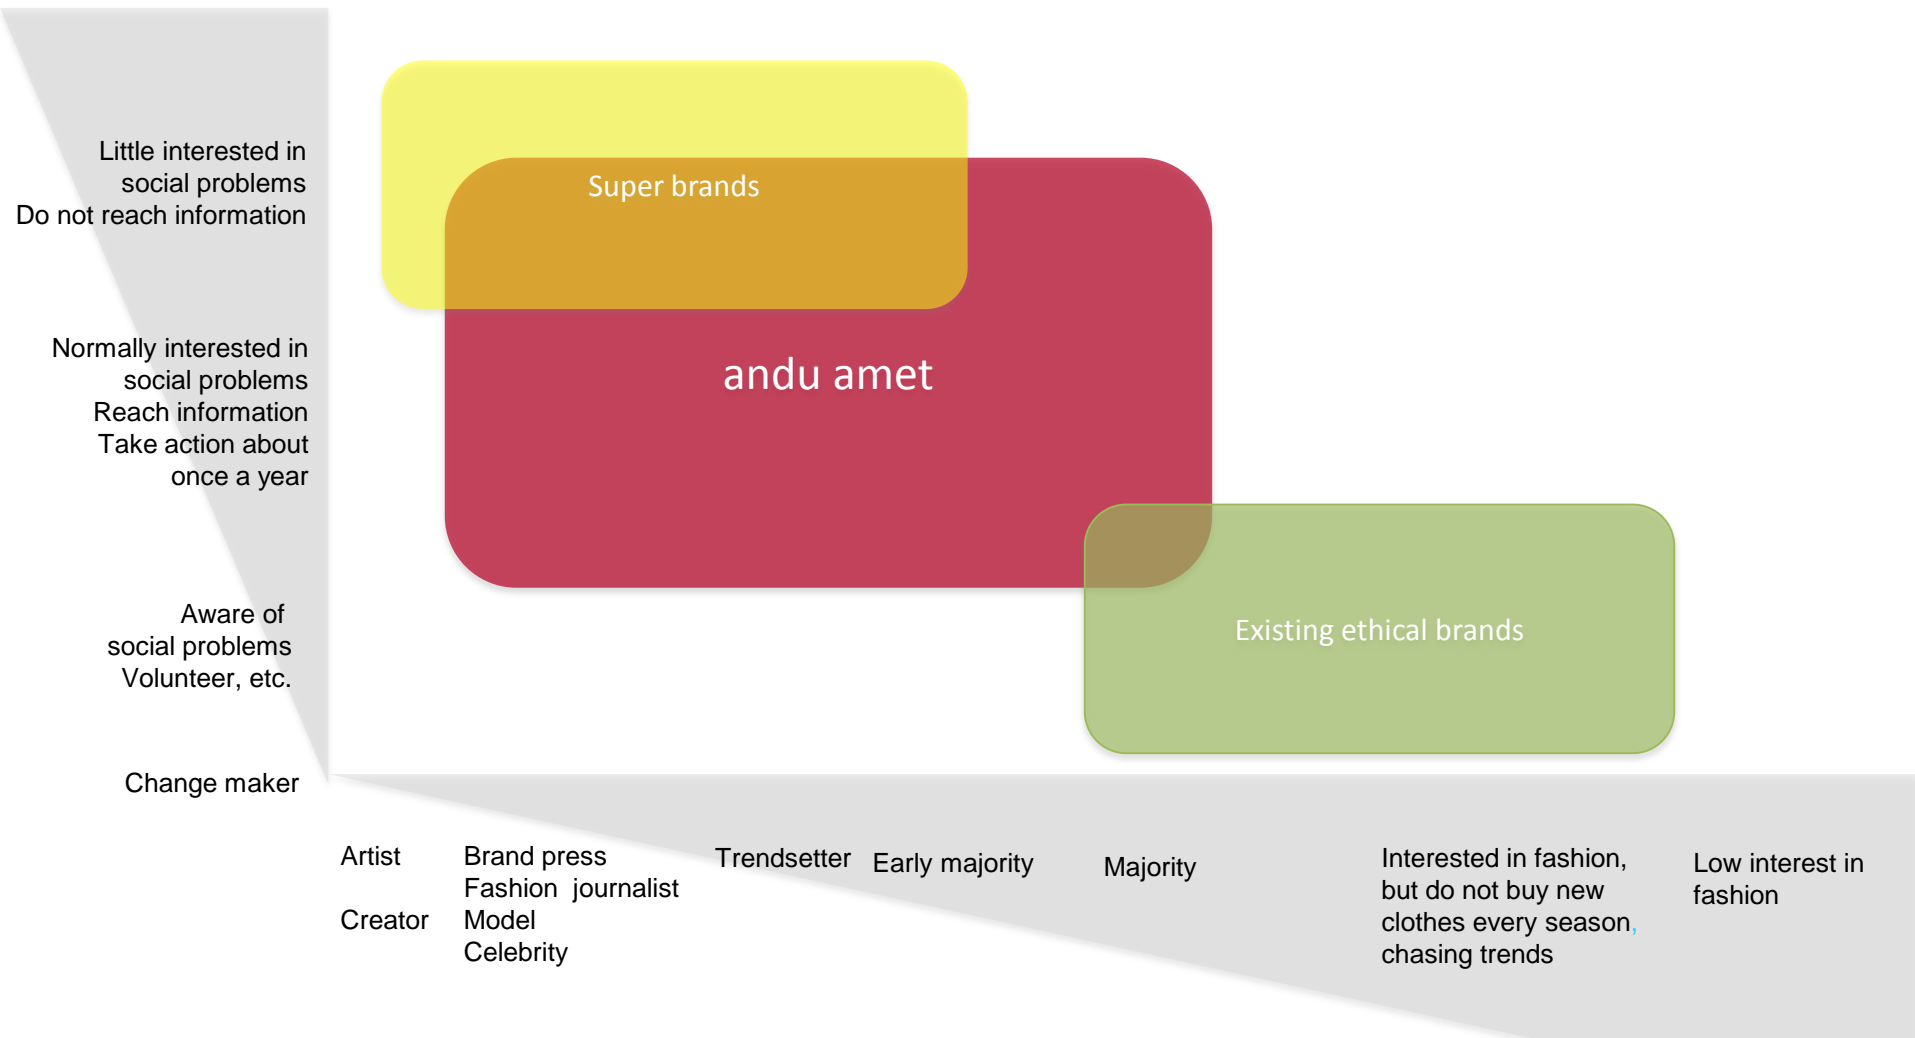 Little interested in
social problems
Do not reach information
Super brands
Normally interested in
social problems
Reach information
Take action about
once a year
andu amet
Aware of
social problems
Volunteer, etc.
Existing ethical brands
Change maker
Artist
Creator
Brand press
Fashion journalist
Model
Celebrity
Trendsetter
Early majority
Majority
Interested in fashion,
but do not buy new
clothes every season,
chasing trends
Low interest in
fashion